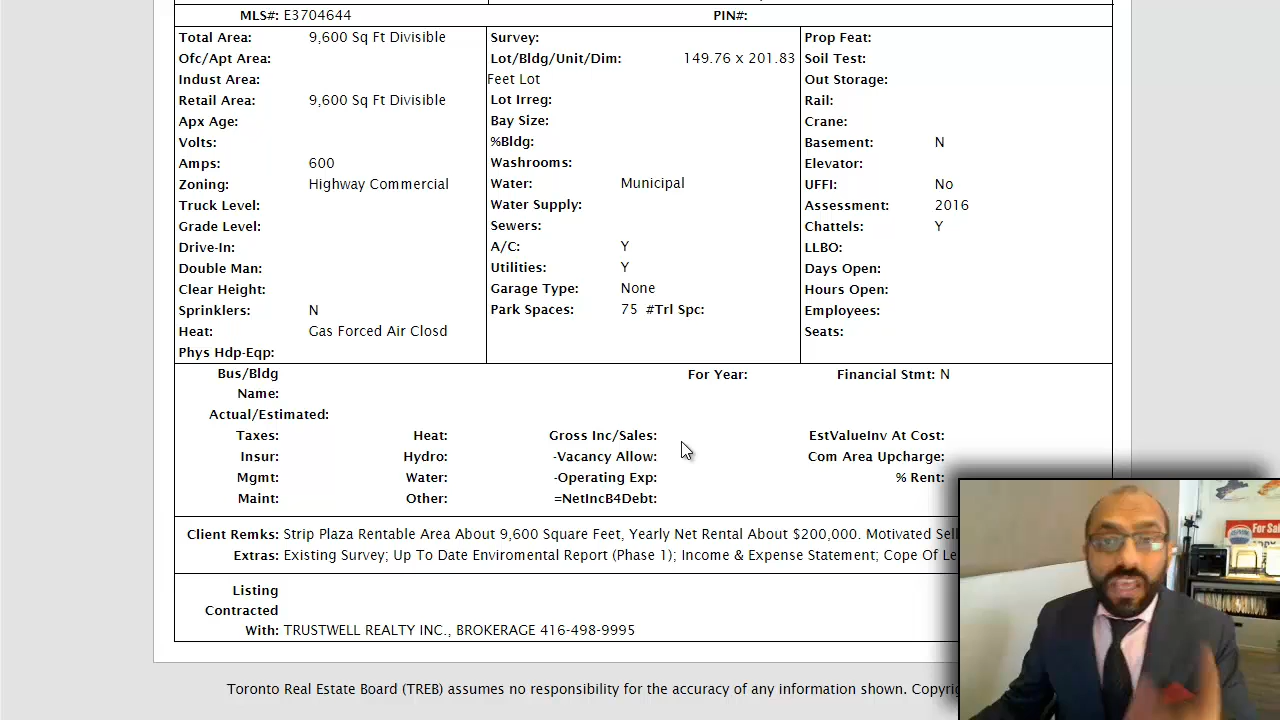 MLS#: E3704644 PIN#:
Total Area: 9,600 Sq Ft Divisible Survey: Prop Feat:
Ofc/Apt Area: Lot/Bldg/Unit/Dim: 149.76 x 201.83 Soil Test:
Indust Area: Feet Lot Out Storage:
Retail Area: 9,600 Sq Ft Divisible Lot Irreg: Rail:
Apx Age: Bay Size: Crane:
Volts: %Bldg: Basement: N
Amps: 600 Washrooms: Elevator:
Zoning: Highway Commercial Water: Municipal UFFI: No
Truck Level: Water Supply: Assessment: 2016
Grade Level: Sewers: Chattels: Y
Drive-In: A/C: Y LLBO:
Double Man: Utilities: Y Days Open:
Clear Height: Garage Type: None Hours Open:
Sprinklers: N Park Spaces: 75 #Trl Spc: Employees:
Heat: Gas Forced Air Closd Seats:
Phys Hdp-Eqp:
Bus/Bldg For Year: Financial Stmt: N
Name:
Actual/Estimated:
Taxes: Heat: Gross Inc/Sales: EstValueInv At Cost:
Insur: Hydro: -Vacancy Allow: Com Area Upcharge:
Mgmt: Water: -Operating Exp: % Rent:
Maint: Other: =NetIncB4Debt:
Client Remks: Strip Plaza Rentable Area About 9,600Square Feet, Yearly Net Rental About $200,000. Motivated Sell
Extras: Existing Survey; Up To Date Enviromental Report (Phase 1); Income & Expense Statement; Cope Of Le
Listing
Contracted
With: TRUSTWELL REALTY INC., BROKERAGE 416-498-9995
Toronto Real Estate Board (TREB) assumes no responsibility for the accuracy of any information shown. Copyrig
For Sal